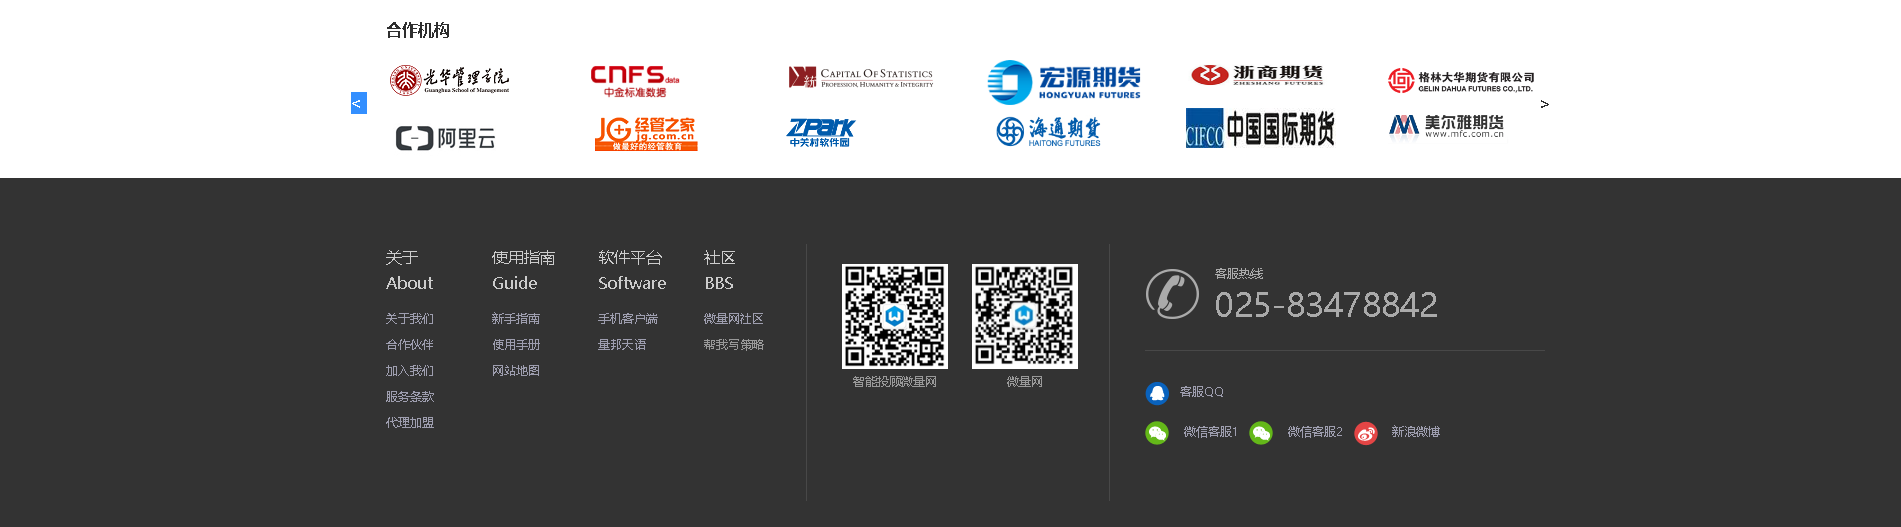 合作机构
光华管理学院
Guanghua School of Management
CNFS data
中金标准数据
CAPITAL OF STATISTICS
PROFESSION, HUMANITY & INTEGRITY
宏源期货
HONGYUAN FUTURES
浙商期货
ZHESHANG FUTURES
格林大华期货有限公司
GELIN DAHUA FUTURES CO.,LTD.
<
>
阿里云
JG 经管之家
jg.com.cn
做最好的经管教育
ZPark
中关村软件园
海通期货
HAITONG FUTURES
CIFCO 中国国际期货
美尔雅期货
www.mfc.com.cn
关于
About
关于我们
合作伙伴
加入我们
服务条款
代理加盟
使用指南
Guide
新手指南
使用手册
网站地图
软件平台
Software
手机客户端
量邦天语
社区
BBS
微量网社区
帮我写策略
智能投顾微量网
微量网
客服热线
025-83478842
客服QQ
微信客服1 微信客服2 新浪微博